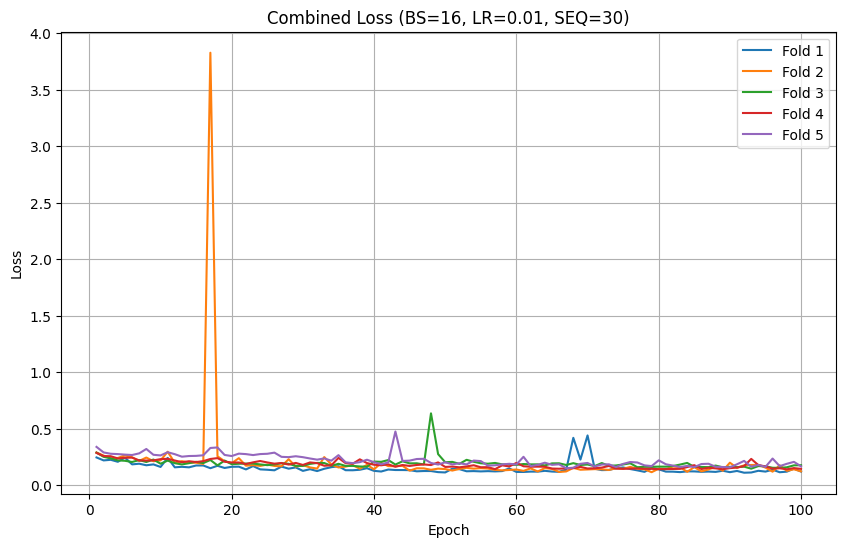 Combined Loss (BS=16, LR=0.01, SEQ=30)
4.0
3.5
3.0
2.5
2.0
1.5
1.0
0.5
0.0
Loss
Fold 1
Fold 2
Fold 3
Fold 4
Fold 5
0 20 40 60 80 100
Epoch